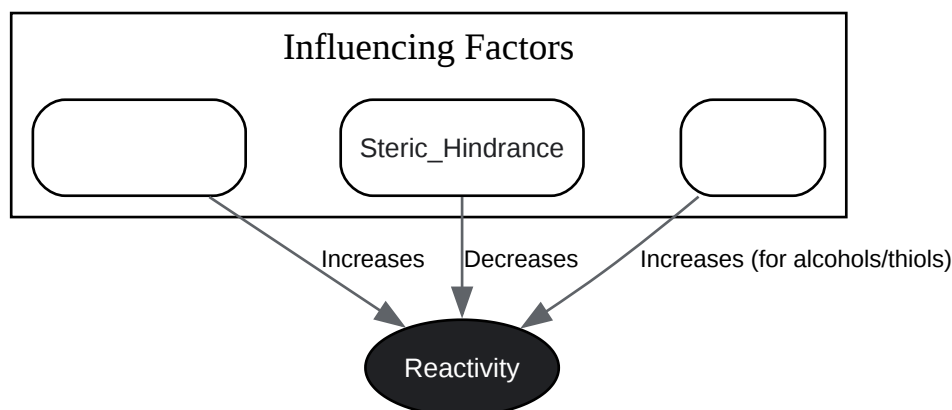 Influencing Factors
Steric_Hindrance
Increases
Decreases
Increases (for alcohols/thiols)
Reactivity